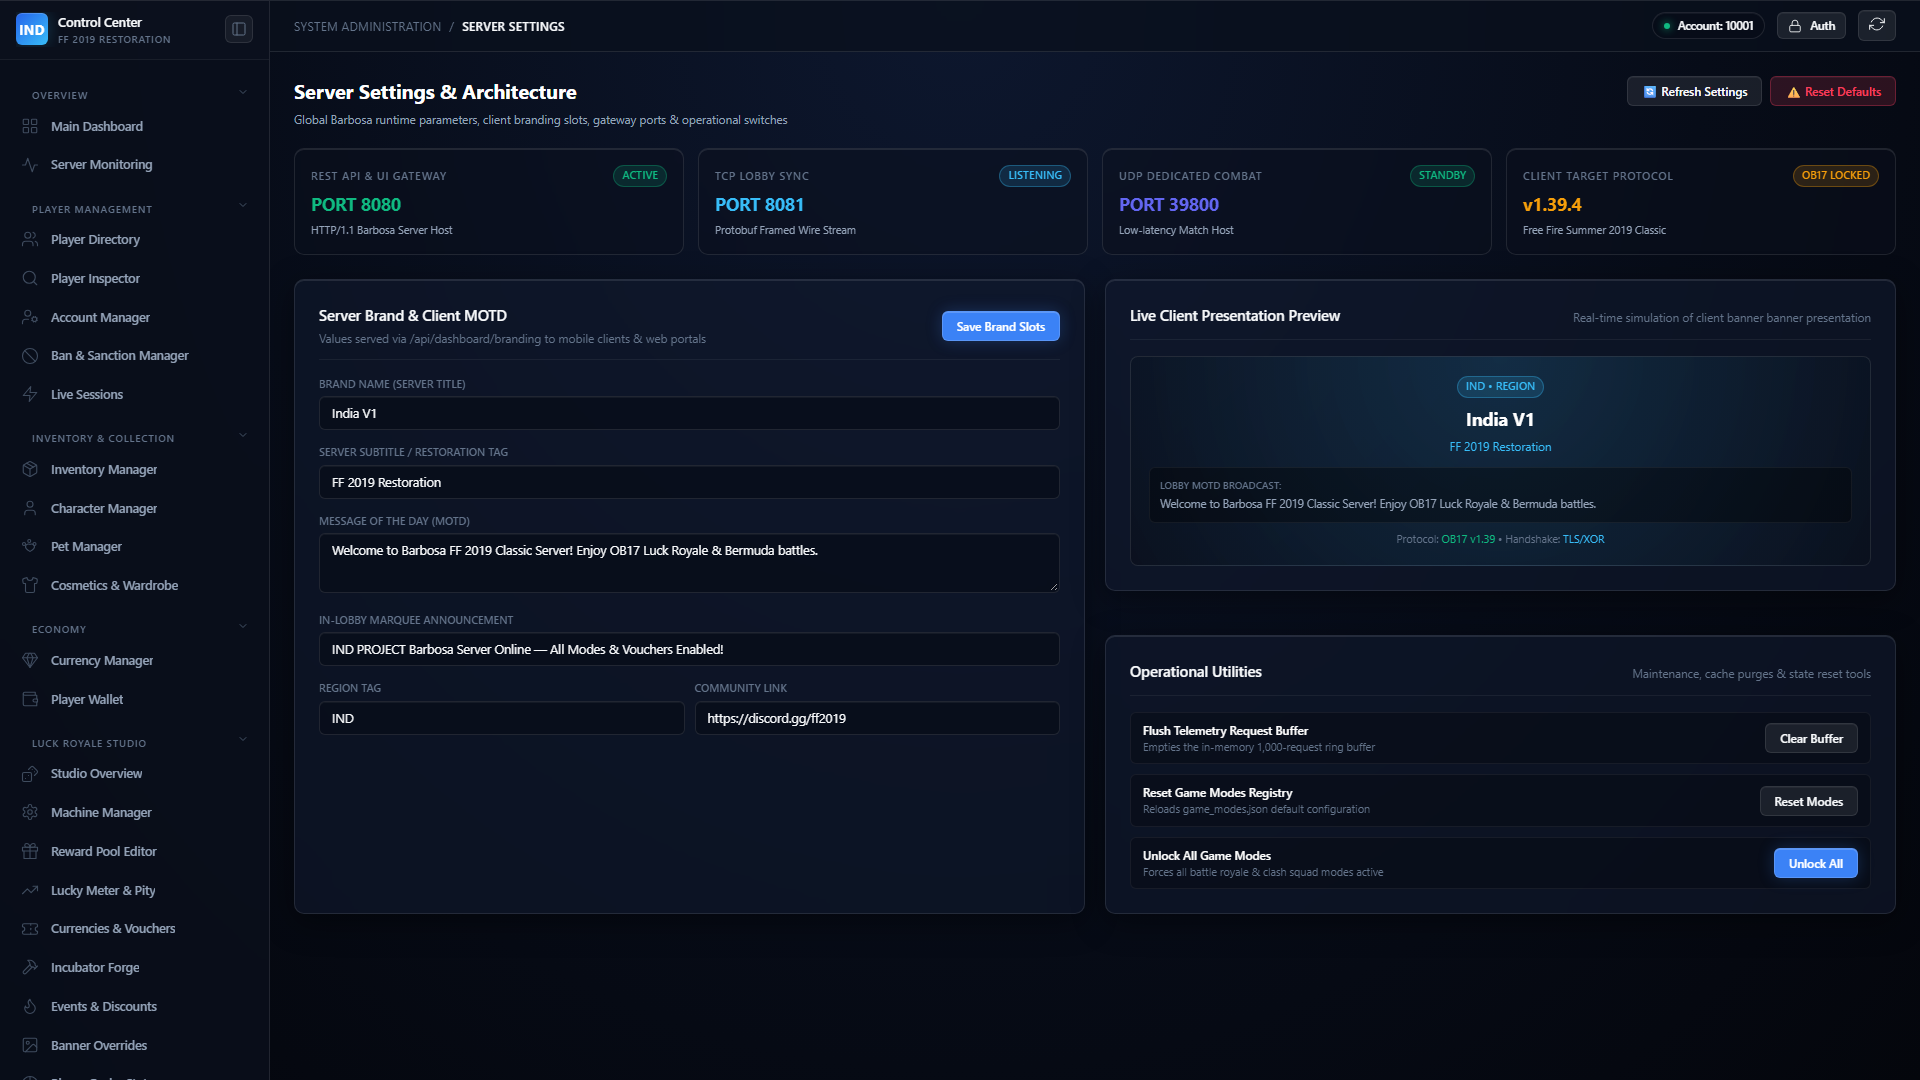 IND
Control Center
FF 2019 RESTORATION
SYSTEM ADMINISTRATION / SERVER SETTINGS
Account: 10001
Auth
OVERVIEW
Main Dashboard
Server Monitoring
PLAYER MANAGEMENT
Player Directory
Player Inspector
Account Manager
Ban & Sanction Manager
Live Sessions
INVENTORY & COLLECTION
Inventory Manager
Character Manager
Pet Manager
Cosmetics & Wardrobe
ECONOMY
Currency Manager
Player Wallet
LUCK ROYALE STUDIO
Studio Overview
Machine Manager
Reward Pool Editor
Lucky Meter & Pity
Currencies & Vouchers
Incubator Forge
Events & Discounts
Banner Overrides
Server Settings & Architecture
Global Barbosa runtime parameters, client branding slots, gateway ports & operational switches
Refresh Settings
Reset Defaults
REST API & UI GATEWAY
ACTIVE
PORT 8080
HTTP/1.1 Barbosa Server Host
TCP LOBBY SYNC
LISTENING
PORT 8081
Protobuf Framed Wire Stream
UDP DEDICATED COMBAT
STANDBY
PORT 39800
Low-latency Match Host
CLIENT TARGET PROTOCOL
OB17 LOCKED
v1.39.4
Free Fire Summer 2019 Classic
Server Brand & Client MOTD
Values served via /api/dashboard/branding to mobile clients & web portals
Save Brand Slots
BRAND NAME (SERVER TITLE)
India V1
SERVER SUBTITLE / RESTORATION TAG
FF 2019 Restoration
MESSAGE OF THE DAY (MOTD)
Welcome to Barbosa FF 2019 Classic Server! Enjoy OB17 Luck Royale & Bermuda battles.
IN-LOBBY MARQUEE ANNOUNCEMENT
IND PROJECT Barbosa Server Online — All Modes & Vouchers Enabled!
REGION TAG
IND
COMMUNITY LINK
https://discord.gg/ff2019
Live Client Presentation Preview
Real-time simulation of client banner banner presentation
IND • REGION
India V1
FF 2019 Restoration
LOBBY MOTD BROADCAST:
Welcome to Barbosa FF 2019 Classic Server! Enjoy OB17 Luck Royale & Bermuda battles.
Protocol: OB17 v1.39 • Handshake: TLS/XOR
Operational Utilities
Maintenance, cache purges & state reset tools
Flush Telemetry Request Buffer
Empties the in-memory 1,000-request ring buffer
Clear Buffer
Reset Game Modes Registry
Reloads game_modes.json default configuration
Reset Modes
Unlock All Game Modes
Forces all battle royale & clash squad modes active
Unlock All